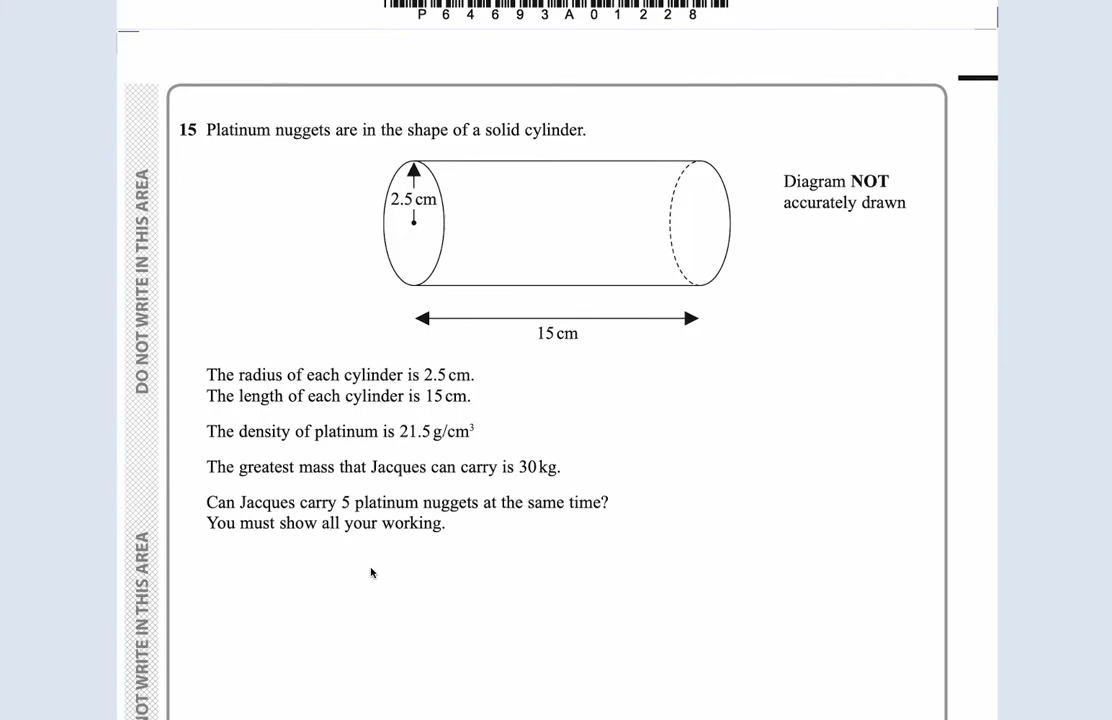 P 6 4 6 9 3 A 0 1 2 2 8
DO NOT WRITE IN THIS AREA
15 Platinum nuggets are in the shape of a solid cylinder.
2.5 cm
Diagram NOT
accurately drawn
15 cm
The radius of each cylinder is 2.5 cm.
The length of each cylinder is 15 cm.
The density of platinum is 21.5 g/cm³
The greatest mass that Jacques can carry is 30 kg.
Can Jacques carry 5 platinum nuggets at the same time?
You must show all your working.
NOT WRITE IN THIS AREA